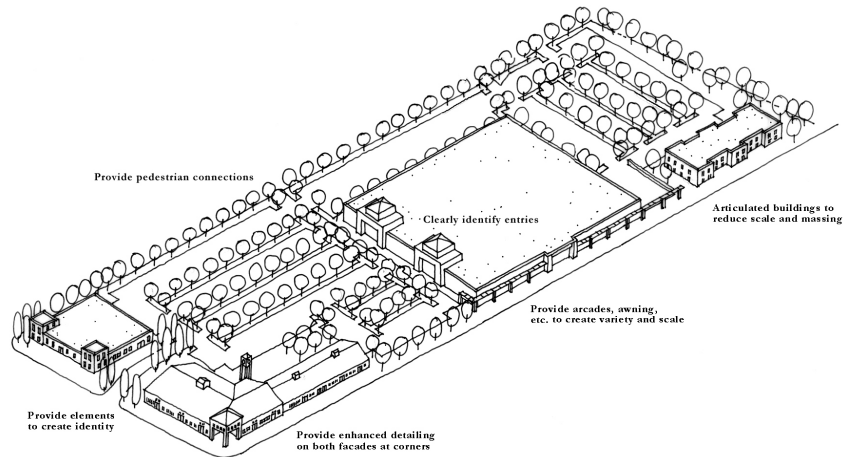 Provide pedestrian connections
Clearly identify entries
Articulated buildings to
reduce scale and massing
Provide arcades, awning,
etc. to create variety and scale
Provide elements
to create identity
Provide enhanced detailing
on both facades at corners